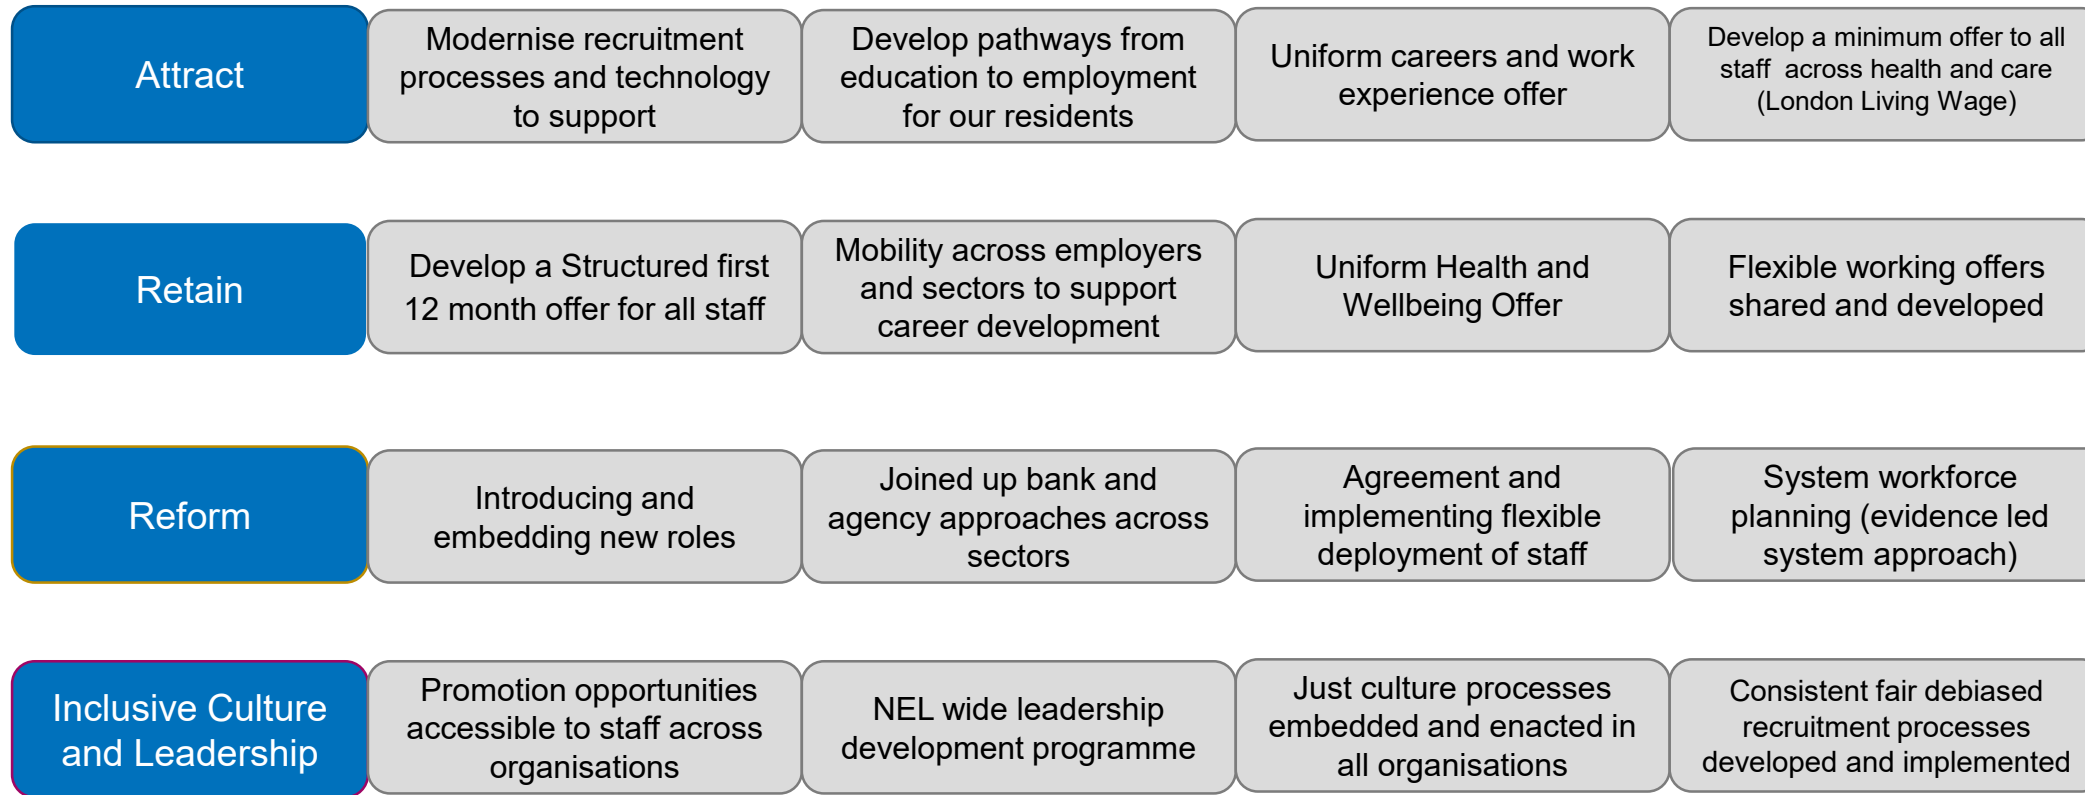 Attract
Modernise recruitment
processes and technology
to support
Develop pathways from
education to employment
for our residents
Uniform careers and work
experience offer
Develop a minimum offer to all
staff  across health and care
(London Living Wage)
Retain
Develop a Structured first
12 month offer for all staff
Mobility across employers
and sectors to support
career development
Uniform Health and
Wellbeing Offer
Flexible working offers
shared and developed
Reform
Introducing and
embedding new roles
Joined up bank and
agency approaches across
sectors
Agreement and
implementing flexible
deployment of staff
System workforce
planning (evidence led
system approach)
Inclusive Culture
and Leadership
Promotion opportunities
accessible to staff across
organisations
NEL wide leadership
development programme
Just culture processes
embedded and enacted in
all organisations
Consistent fair debiased
recruitment processes
developed and implemented